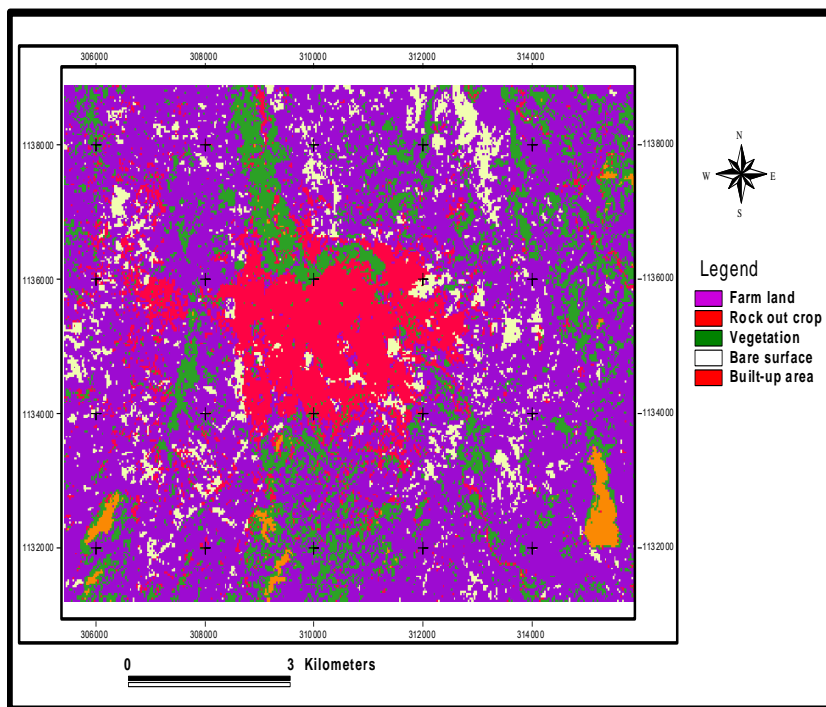 306000 308000 310000 312000 314000
N
W E
S
1138000 1138000
1136000 1136000
1134000 1134000
1132000 1132000
Legend
Farm land
Rock out crop
Vegetation
Bare surface
Built-up area
306000 308000 310000 312000 314000
0 3 Kilometers